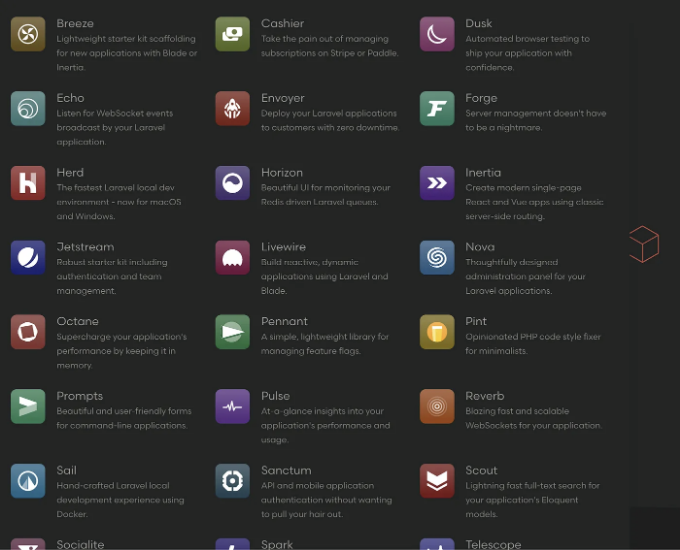 Breeze
Lightweight starter kit scaffolding
for new applications with Blade or
Inertia.
Cashier
Take the pain out of managing
subscriptions on Stripe or Paddle.
Dusk
Automated browser testing to
ship your application with
confidence.
Echo
Listen for WebSocket events
broadcast by your Laravel
application.
Envoyer
Deploy your Laravel applications
to customers with zero downtime.
Forge
Server management doesn't have
to be a nightmare.
Herd
The fastest Laravel local dev
environment - now for macOS
and Windows.
Horizon
Beautiful UI for monitoring your
Redis driven Laravel queues.
Inertia
Create modern single-page
React and Vue apps using classic
server-side routing.
Jetstream
Robust starter kit including
authentication and team
management.
Livewire
Build reactive, dynamic
applications using Laravel and
Blade.
Nova
Thoughtfully designed
administration panel for your
Laravel applications.
Octane
Supercharge your application's
performance by keeping it in
memory.
Pennant
A simple, lightweight library for
managing feature flags.
Pint
Opinionated PHP code style fixer
for minimalists.
Prompts
Beautiful and user-friendly forms
for command-line applications.
Pulse
At-a-glance insights into your
application's performance and
usage.
Reverb
Blazing fast and scalable
WebSockets for your application.
Sail
Hand-crafted Laravel local
development experience using
Docker.
Sanctum
API and mobile application
authentication without wanting
to pull your hair out.
Scout
Lightning fast full-text search for
your application's Eloquent
models.
Socialite
Spark
Telescope